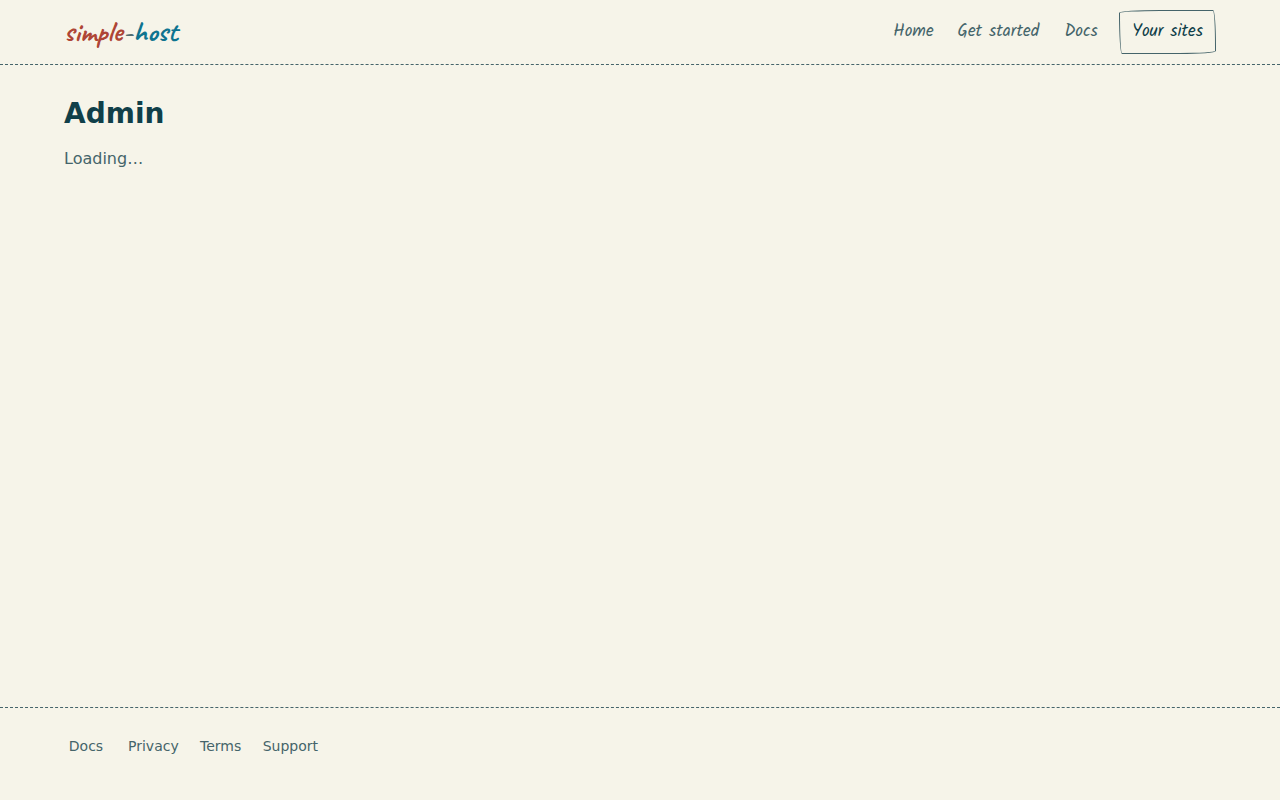 simple-host
Home
Get started
Docs
Your sites
Admin
Loading...
Docs
Privacy
Terms
Support